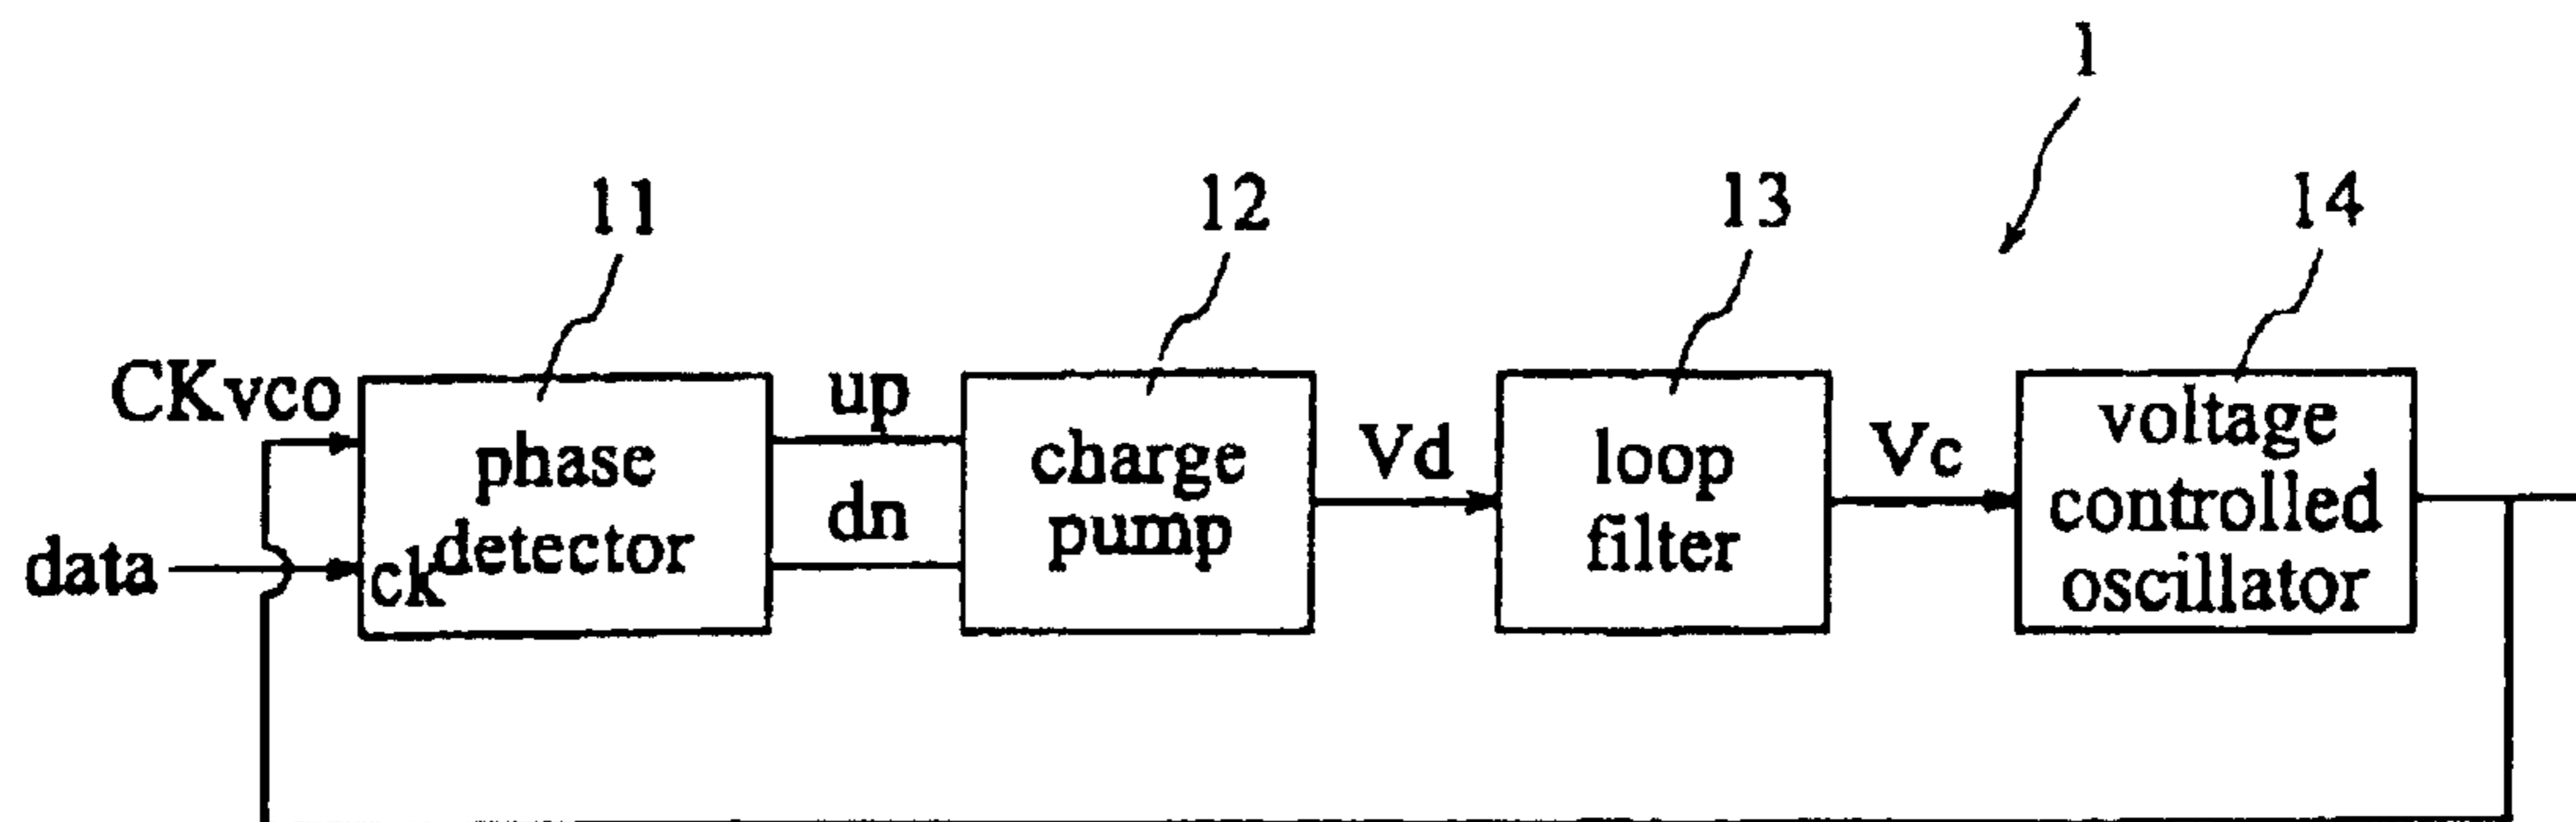 1
11
12
13
14
CKvco
data
ck
phase
detector
up
dn
charge
pump
Vd
loop
filter
Vc
voltage
controlled
oscillator